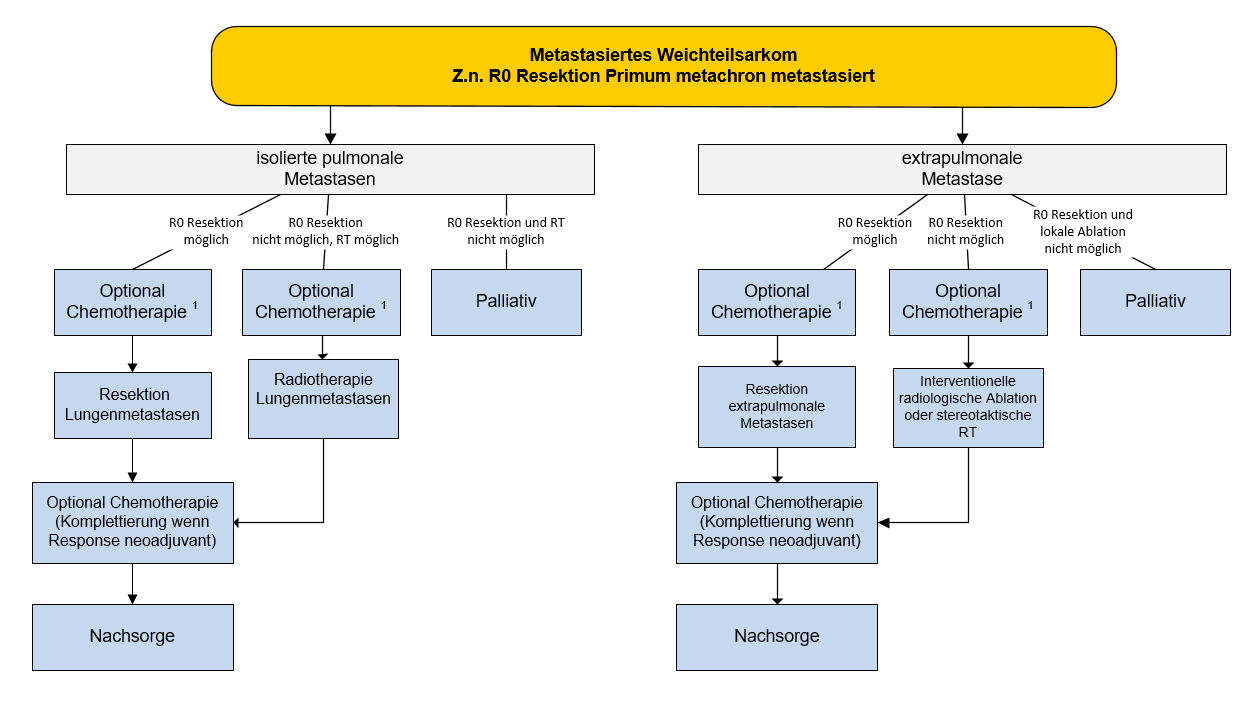 Metastasiertes Weichteilsarkom
Z.n. R0 Resektion Primum metachron metastasiert
isolierte pulmonale
Metastasen
R0 Resektion
möglich
R0 Resektion
nicht möglich, RT möglich
R0 Resektion und RT
nicht möglich
Optional
Chemotherapie ¹
Optional
Chemotherapie ¹
Palliativ
Resektion
Lungenmetastasen
Radiotherapie
Lungenmetastasen
Optional Chemotherapie
(Komplettierung wenn
Response neoadjuvant)
Nachsorge
extrapulmonale
Metastase
R0 Resektion
möglich
R0 Resektion
nicht möglich
R0 Resektion und
lokale Ablation
nicht möglich
Optional
Chemotherapie ¹
Optional
Chemotherapie ¹
Palliativ
Resektion
extrapulmonale
Metastasen
Interventionelle
radiologische Ablation
oder stereotaktische
RT
Optional Chemotherapie
(Komplettierung wenn
Response neoadjuvant)
Nachsorge